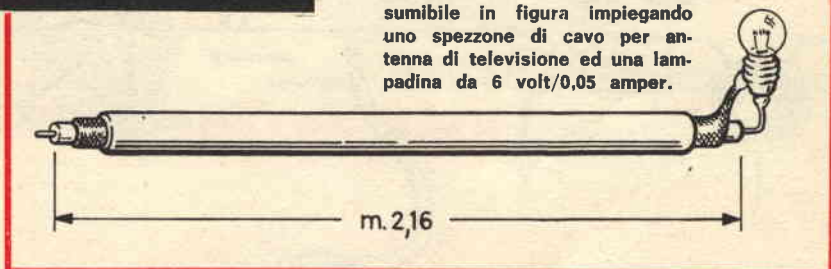 sumibile in figura impiegando
uno spezzone di cavo per an-
tenna di televisione ed una lam-
padina da 6 volt/0,05 amper.
m. 2,16